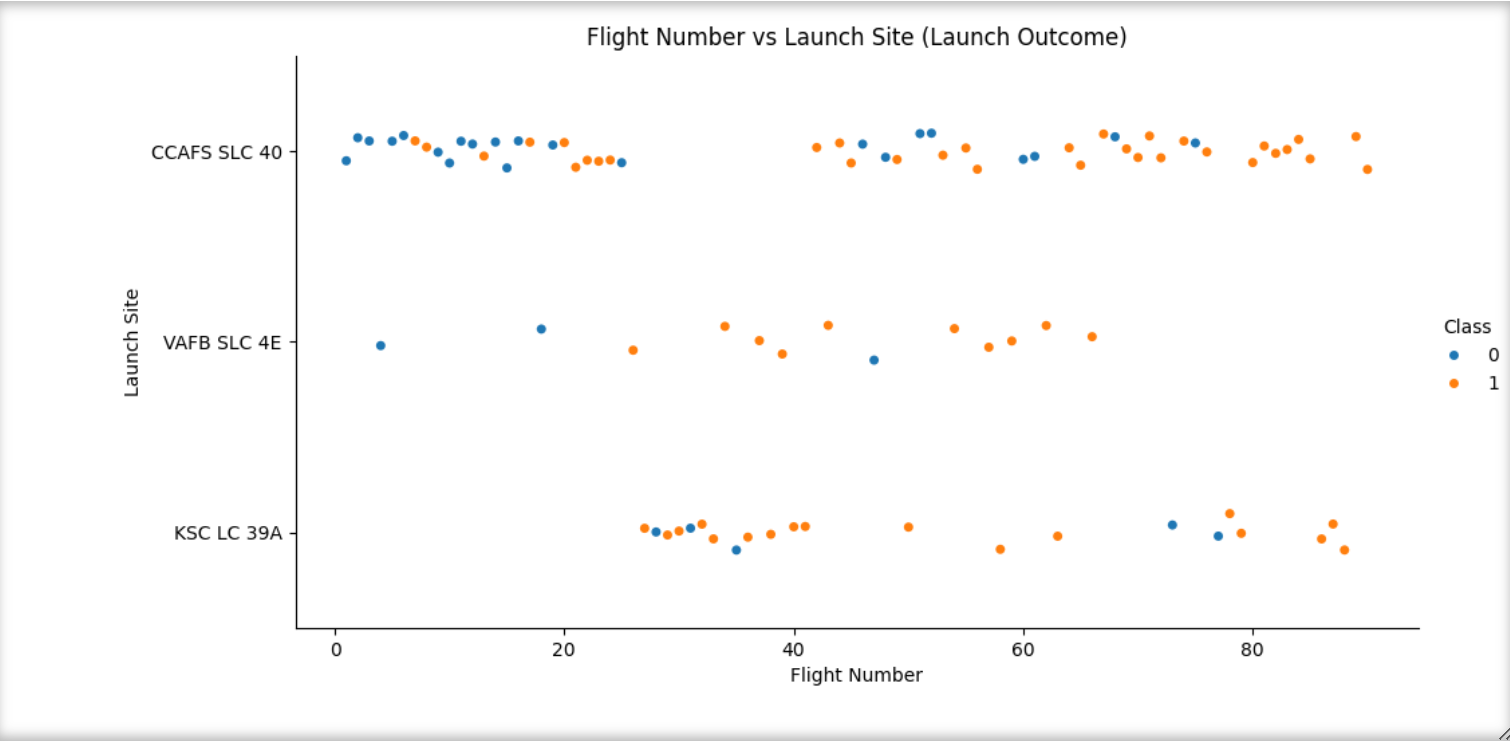 Flight Number vs Launch Site (Launch Outcome)
CCAFS SLC 40
VAFB SLC 4E
KSC LC 39A
Launch Site
0 20 40 60 80
Flight Number
Class
0
1